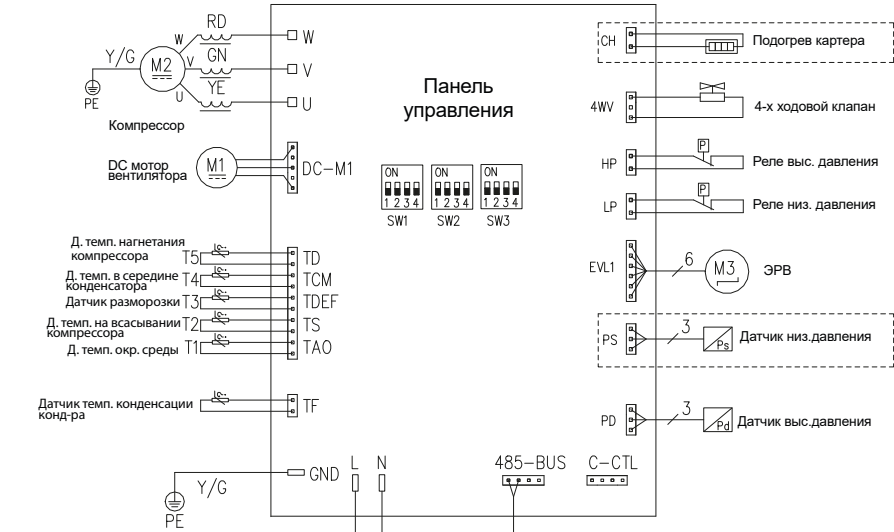 RD
W
W
CH
Подогрев картера
Y/G
M2
V
GN
V
YE
Панель
управления
PE
U
U
4WV
4-х ходовой клапан
Компрессор
DC мотор
вентилятора
M1
DC-M1
P
HP
Реле выс. давления
ON
1 2 3 4
SW1
ON
1 2 3 4
SW2
ON
1 2 3 4
SW3
P
LP
Реле низ. давления
Д. темп. нагнетания
компрессора
T5
TD
Д. темп. в середине
конденсатора
T4
TCM
EVL1
6
M3
ЭРВ
Датчик разморозки
T3
TDEF
Д. темп. на всасывании
компрессора
T2
TS
PS
3
Ps
Датчик низ.давления
Д. темп. окр. среды
T1
TAO
Датчик темп. конденсации
конд-ра
TF
PD
3
Pd
Датчик выс.давления
Y/G
PE
GND
L
N
485-BUS
C-CTL